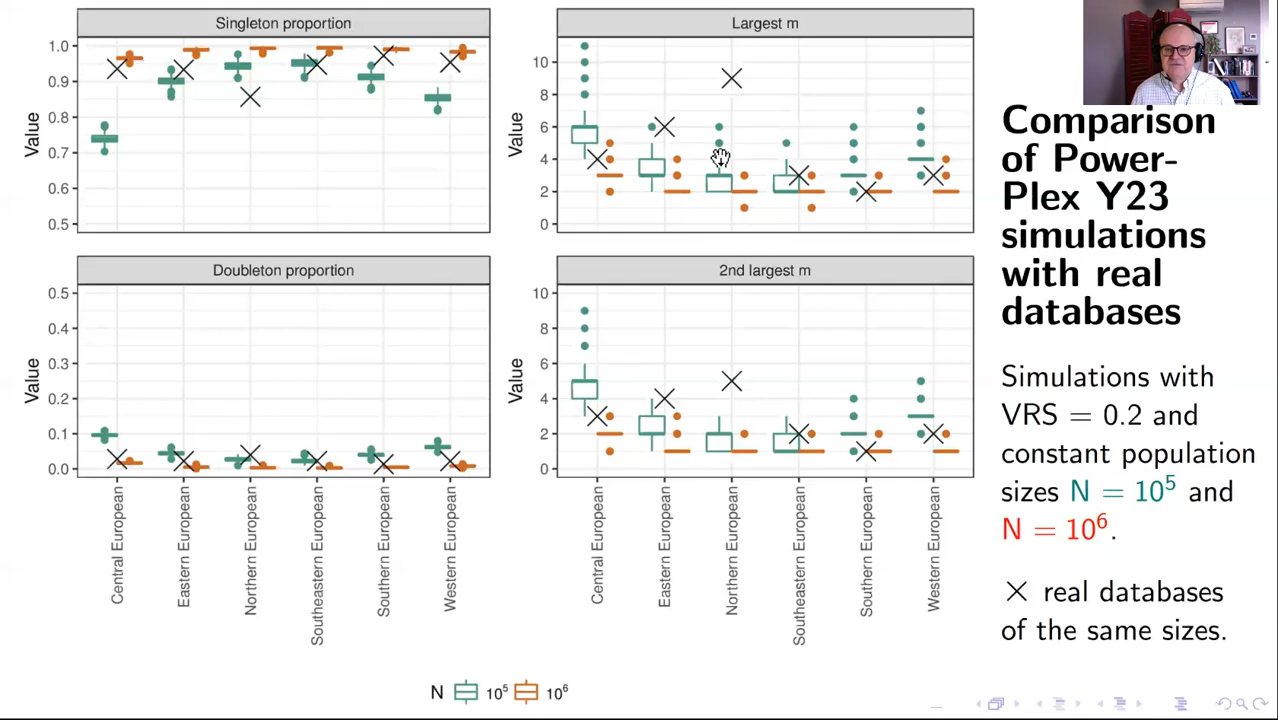 Singleton proportion
Largest m
Value
1.0
0.9
0.8
0.7
0.6
0.5
Value
10
8
6
4
2
0
Doubleton proportion
2nd largest m
Value
0.5
0.4
0.3
0.2
0.1
0.0
Value
10
8
6
4
2
0
Central European
Eastern European
Northern European
Southeastern European
Southern European
Western European
Central European
Eastern European
Northern European
Southeastern European
Southern European
Western European
N 10⁵ 10⁶
Comparison
of Power-
Plex Y23
simulations
with real
databases
Simulations with
VRS = 0.2 and
constant population
sizes N = 10⁵ and
N = 10⁶.
× real databases
of the same sizes.